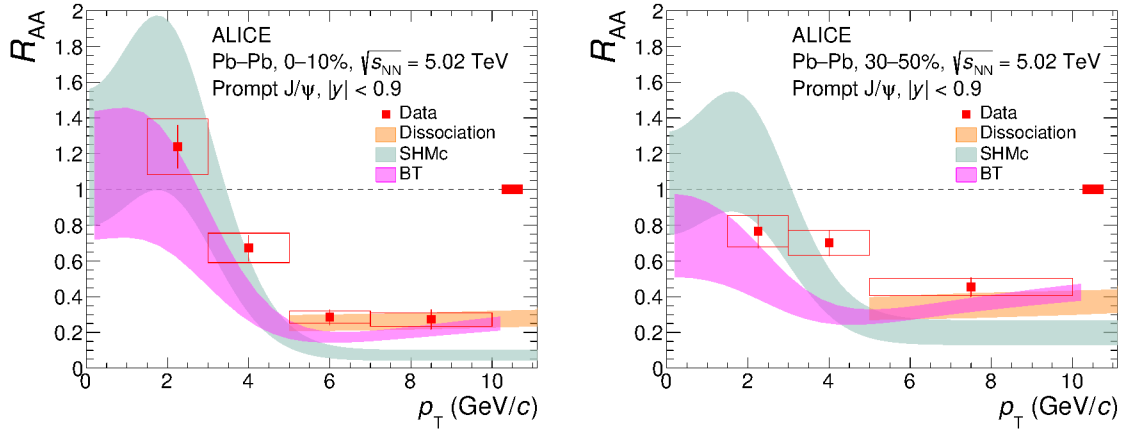 R_AA
2
1.8
1.6
1.4
1.2
1
0.8
0.6
0.4
0.2
0
ALICE
Pb–Pb, 0–10%, √s_NN = 5.02 TeV
Prompt J/ψ, |y| < 0.9
Data
Dissociation
SHMc
BT
0 2 4 6 8 10
p_T (GeV/c)
R_AA
2
1.8
1.6
1.4
1.2
1
0.8
0.6
0.4
0.2
0
ALICE
Pb–Pb, 30–50%, √s_NN = 5.02 TeV
Prompt J/ψ, |y| < 0.9
Data
Dissociation
SHMc
BT
0 2 4 6 8 10
p_T (GeV/c)